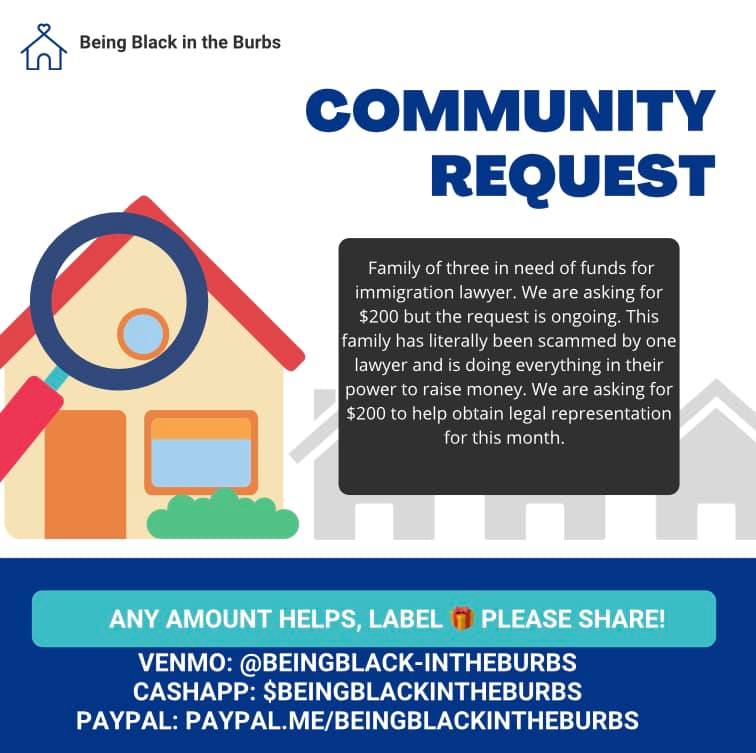 Being Black in the Burbs
COMMUNITY
REQUEST
Family of three in need of funds for
immigration lawyer. We are asking for
$200 but the request is ongoing. This
family has literally been scammed by one
lawyer and is doing everything in their
power to raise money. We are asking for
$200 to help obtain legal representation
for this month.
ANY AMOUNT HELPS, LABEL 🎁 PLEASE SHARE!
VENMO: @BEINGBLACK-INTHEBURBS
CASHAPP: $BEINGBLACKINTHEBURBS
PAYPAL: PAYPAL.ME/BEINGBLACKINTHEBURBS